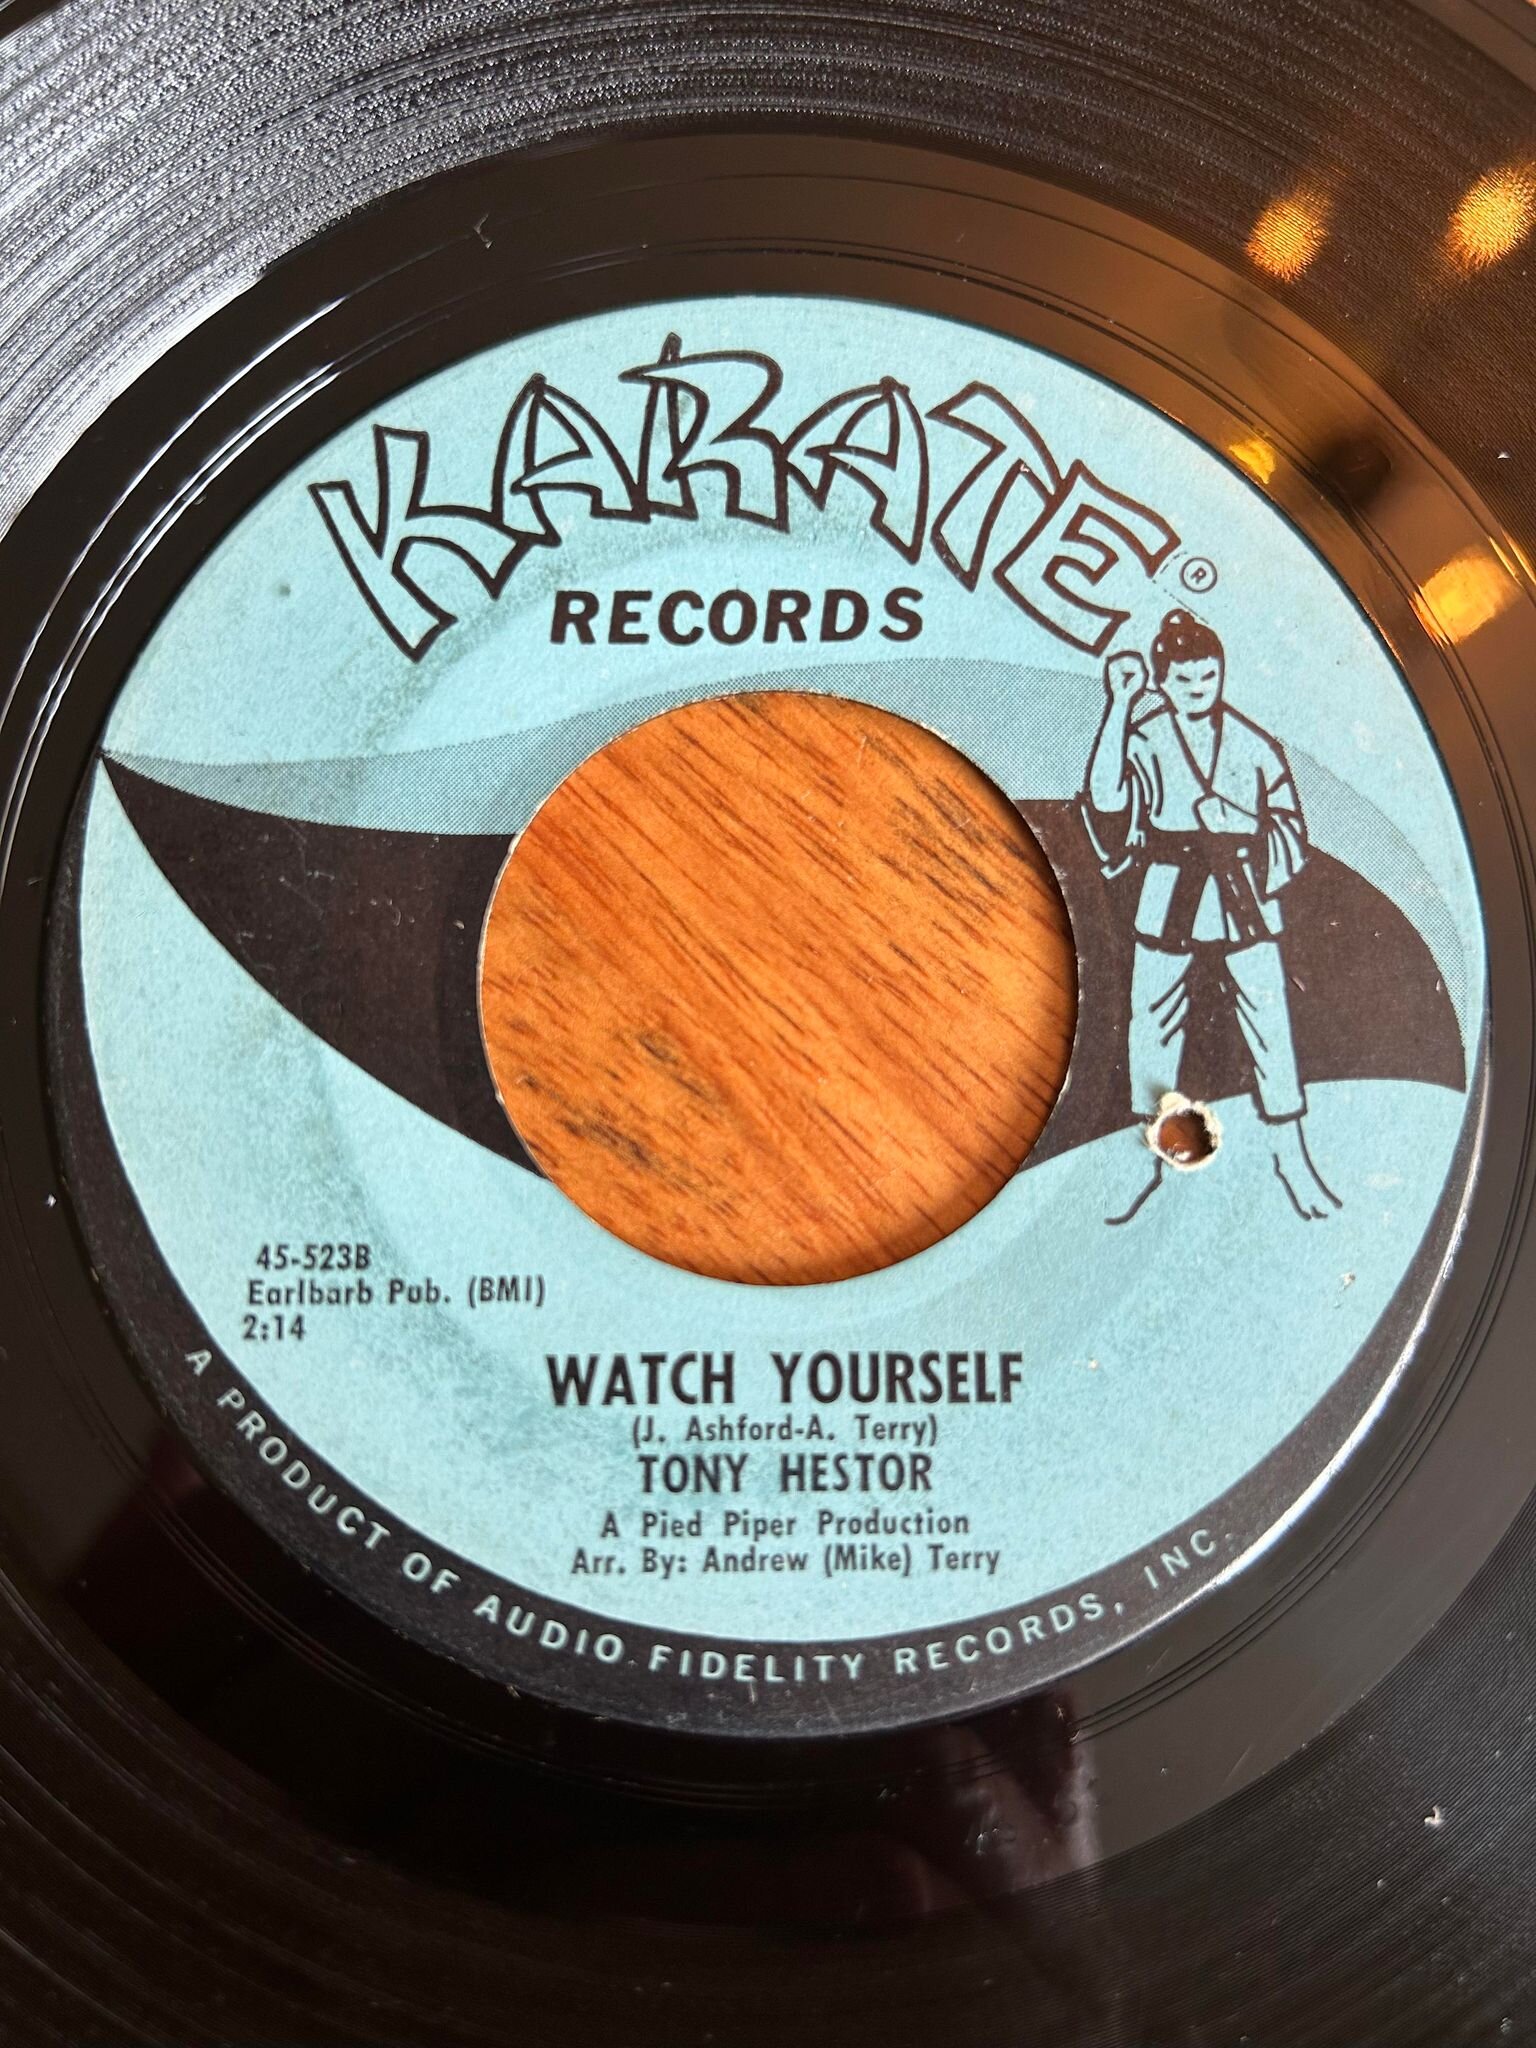 KARATE ®
RECORDS
45-523B
Earlbarb Pub. (BMI)
2:14
WATCH YOURSELF
(J. Ashford-A. Terry)
TONY HESTOR
A Pied Piper Production
Arr. By: Andrew (Mike) Terry
A PRODUCT OF AUDIO FIDELITY RECORDS, INC.